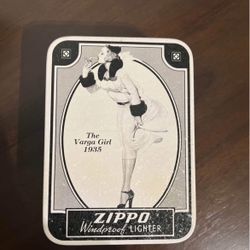 The
Varga Girl
1935
ZIPPO
Windproof LIGHTER